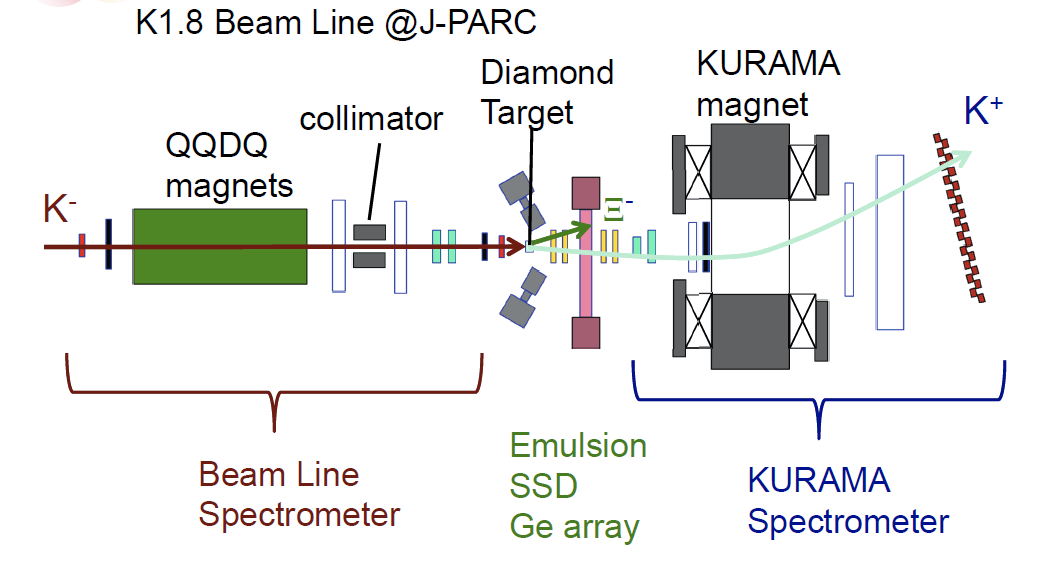 K1.8 Beam Line @J-PARC
Diamond
Target
KURAMA
magnet
K⁺
collimator
QQDQ
magnets
K⁻
Ξ⁻
Beam Line
Spectrometer
Emulsion
SSD
Ge array
KURAMA
Spectrometer